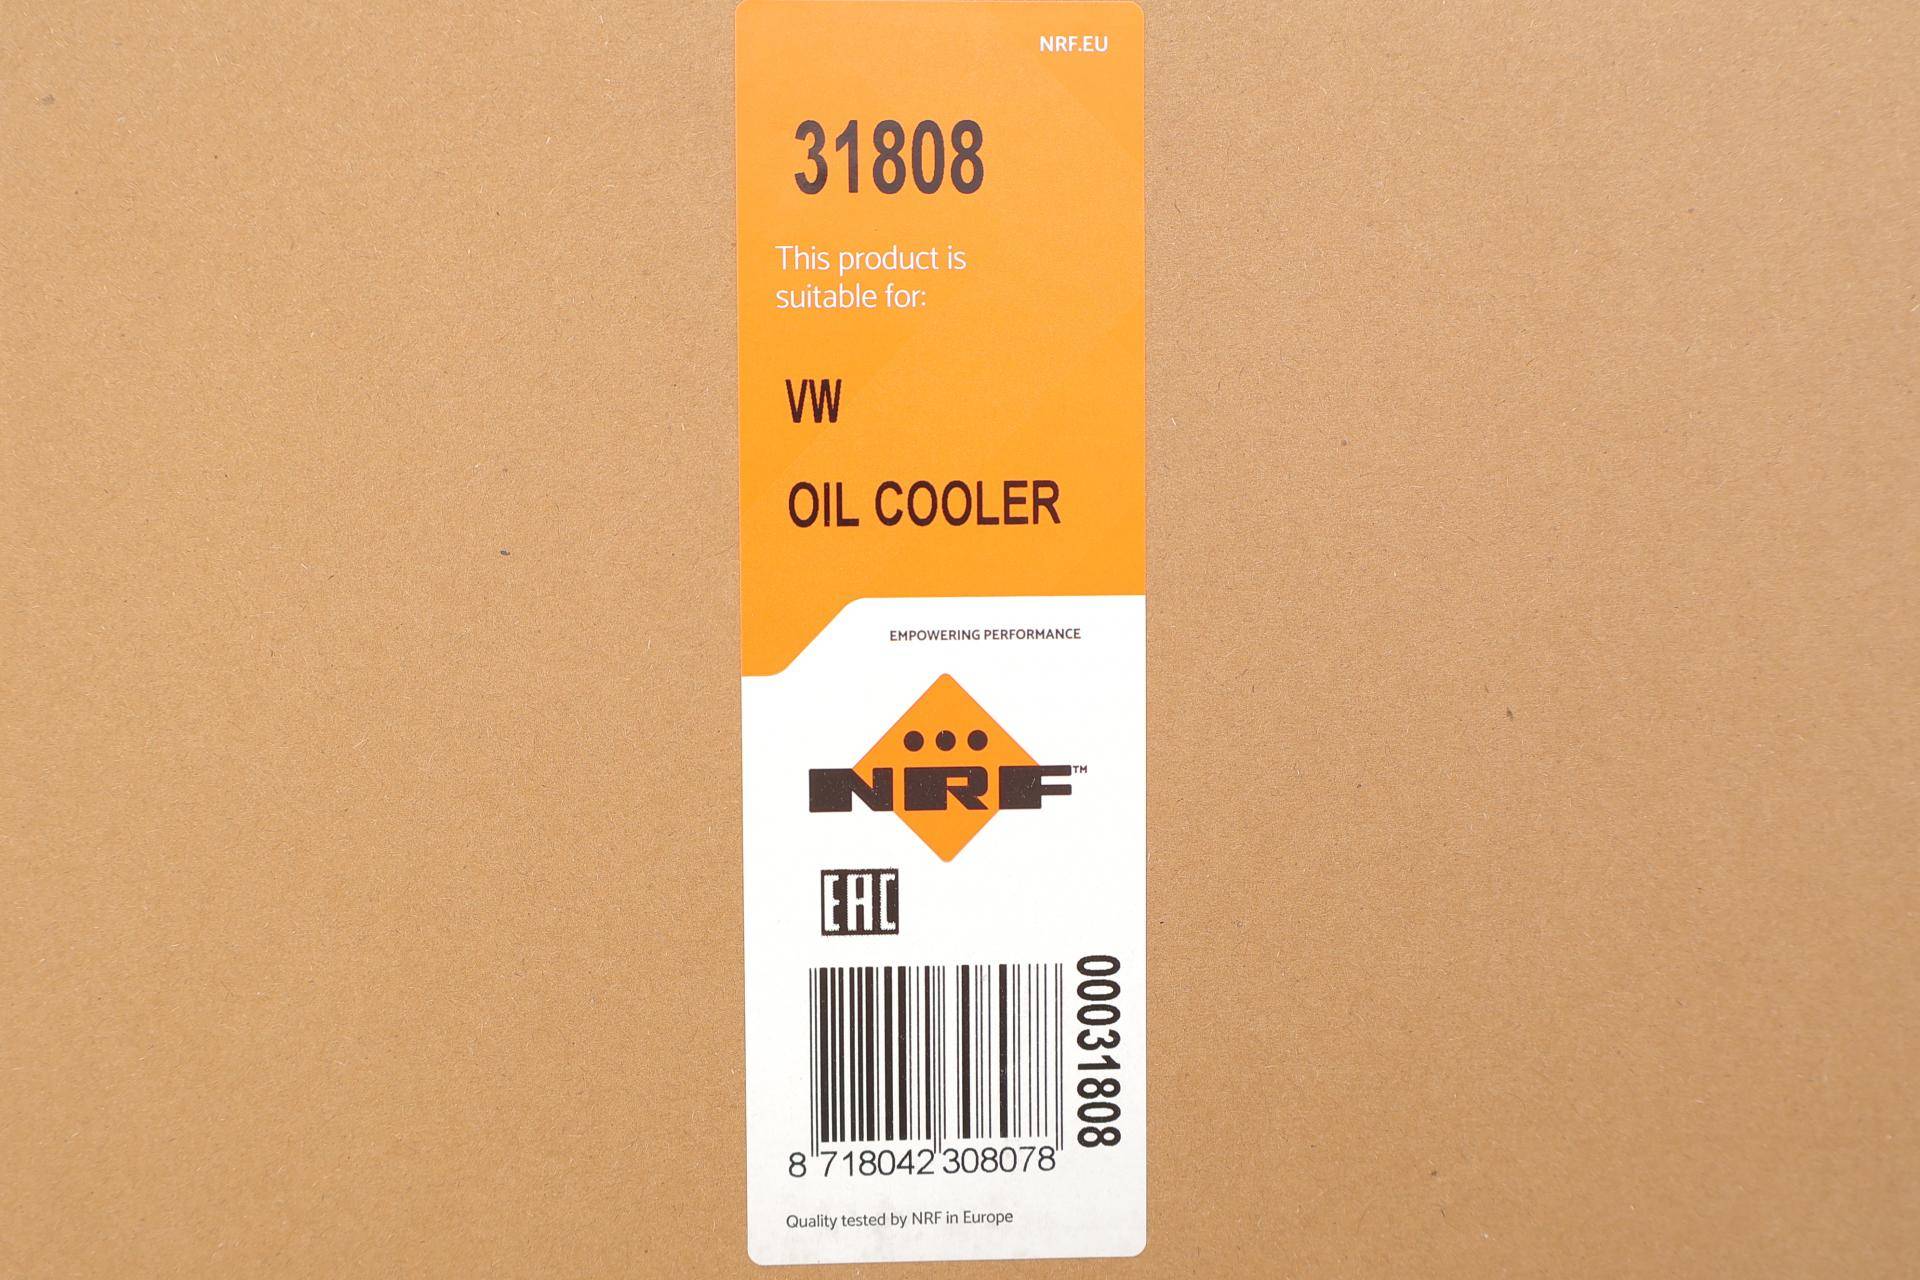 NRF.EU
31808
This product is
suitable for:
VW
OIL COOLER
EMPOWERING PERFORMANCE
NRF™
EAC
00031808
8 718042 308078
Quality tested by NRF in Europe